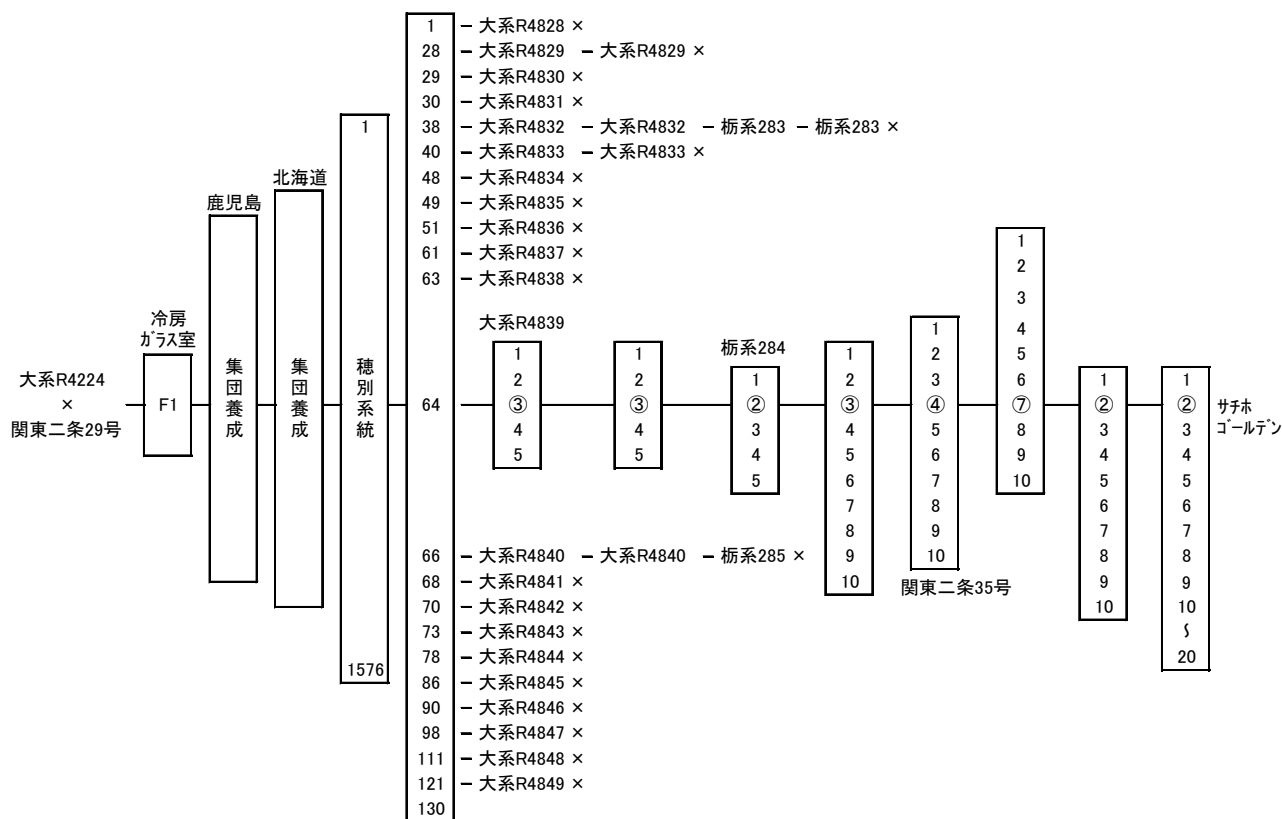 大系R4224
×
関東二条29号
冷房
ガラス室
F1
鹿児島
集団養成
北海道
集団養成
穂別系統
1
1576
1 － 大系R4828 ×
28 － 大系R4829 － 大系R4829 ×
29 － 大系R4830 ×
30 － 大系R4831 ×
38 － 大系R4832 － 大系R4832 － 栃系283 － 栃系283 ×
40 － 大系R4833 － 大系R4833 ×
48 － 大系R4834 ×
49 － 大系R4835 ×
51 － 大系R4836 ×
61 － 大系R4837 ×
63 － 大系R4838 ×
64
66 － 大系R4840 － 大系R4840 － 栃系285 ×
68 － 大系R4841 ×
70 － 大系R4842 ×
73 － 大系R4843 ×
78 － 大系R4844 ×
86 － 大系R4845 ×
90 － 大系R4846 ×
98 － 大系R4847 ×
111 － 大系R4848 ×
121 － 大系R4849 ×
130
大系R4839
1
2
③
4
5
1
2
③
4
5
栃系284
1
②
3
4
5
1
2
③
4
5
6
7
8
9
10
1
2
3
④
5
6
7
8
9
10
関東二条35号
1
2
3
4
5
6
⑦
8
9
10
1
②
3
4
5
6
7
8
9
10
1
②
3
4
5
6
7
8
9
10
～
20
サチホ
ゴールデン